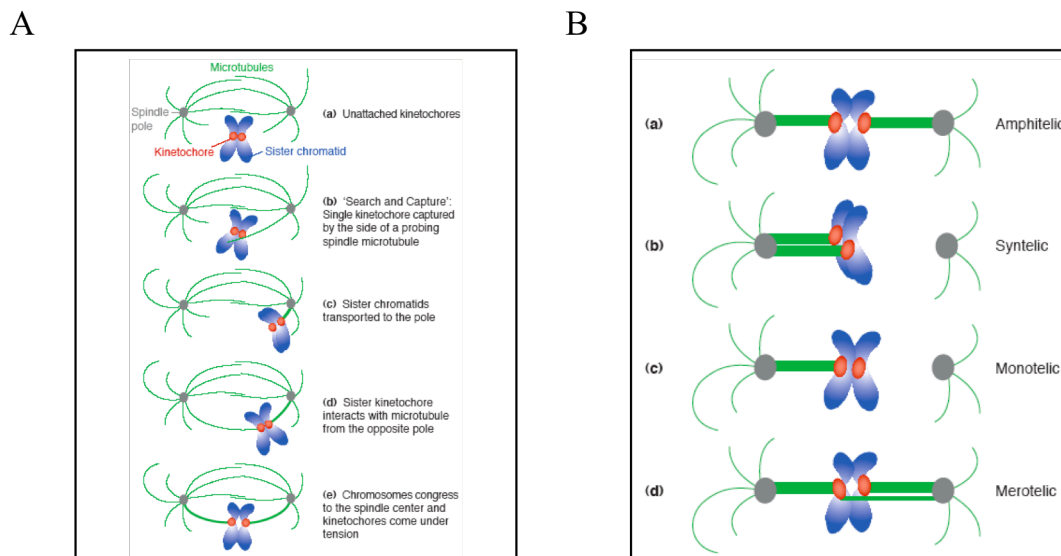 A
B
Microtubules
Spindle
pole
(a) Unattached kinetochores
Kinetochore
Sister chromatid
(b) 'Search and Capture':
Single kinetochore captured
by the side of a probing
spindle microtubule
(c) Sister chromatids
transported to the pole
(d) Sister kinetochore
interacts with microtubule
from the opposite pole
(e) Chromosomes congress
to the spindle center and
kinetochores come under
tension
(a) Amphitelic
(b) Syntelic
(c) Monotelic
(d) Merotelic